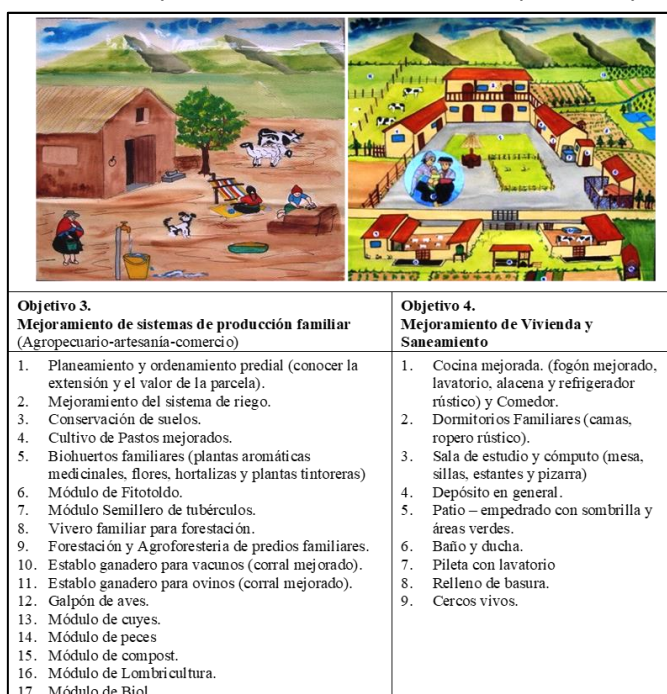 Objetivo 3.
Mejoramiento de sistemas de producción familiar
(Agropecuario-artesanía-comercio)
1. Planeamiento y ordenamiento predial (conocer la
extensión y el valor de la parcela).
2. Mejoramiento del sistema de riego.
3. Conservación de suelos.
4. Cultivo de Pastos mejorados.
5. Biohuertos familiares (plantas aromáticas
medicinales, flores, hortalizas y plantas tintoreras)
6. Módulo de Fitotoldo.
7. Módulo Semillero de tubérculos.
8. Vivero familiar para forestación.
9. Forestación y Agroforesteria de predios familiares.
10. Establo ganadero para vacunos (corral mejorado).
11. Establo ganadero para ovinos (corral mejorado).
12. Galpón de aves.
13. Módulo de cuyes.
14. Módulo de peces
15. Módulo de compost.
16. Módulo de Lombricultura.
17. Módulo de Biol
Objetivo 4.
Mejoramiento de Vivienda y
Saneamiento
1. Cocina mejorada. (fogón mejorado,
lavatorio, alacena y refrigerador
rústico) y Comedor.
2. Dormitorios Familiares (camas,
ropero rústico).
3. Sala de estudio y cómputo (mesa,
sillas, estantes y pizarra)
4. Depósito en general.
5. Patio – empedrado con sombrilla y
áreas verdes.
6. Baño y ducha.
7. Pileta con lavatorio
8. Relleno de basura.
9. Cercos vivos.